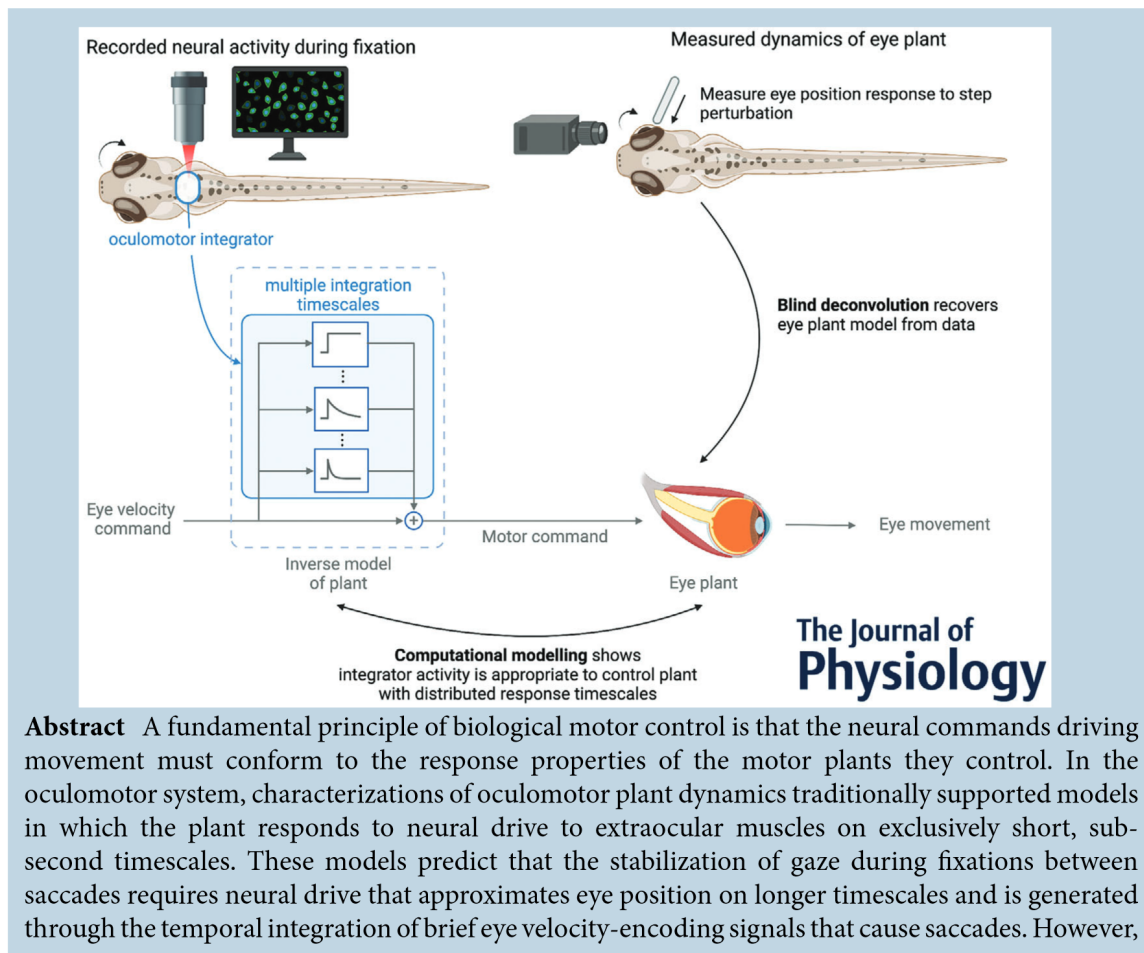 Recorded neural activity during fixation
Measured dynamics of eye plant
Measure eye position response to step
perturbation
oculomotor integrator
multiple integration
timescales
Blind deconvolution recovers
eye plant model from data
Eye velocity
command
+
Motor command
Eye movement
Inverse model
of plant
Eye plant
Computational modelling shows
integrator activity is appropriate to control plant
with distributed response timescales
The Journal of
Physiology
Abstract A fundamental principle of biological motor control is that the neural commands driving
movement must conform to the response properties of the motor plants they control. In the
oculomotor system, characterizations of oculomotor plant dynamics traditionally supported models
in which the plant responds to neural drive to extraocular muscles on exclusively short, sub-
second timescales. These models predict that the stabilization of gaze during fixations between
saccades requires neural drive that approximates eye position on longer timescales and is generated
through the temporal integration of brief eye velocity-encoding signals that cause saccades. However,